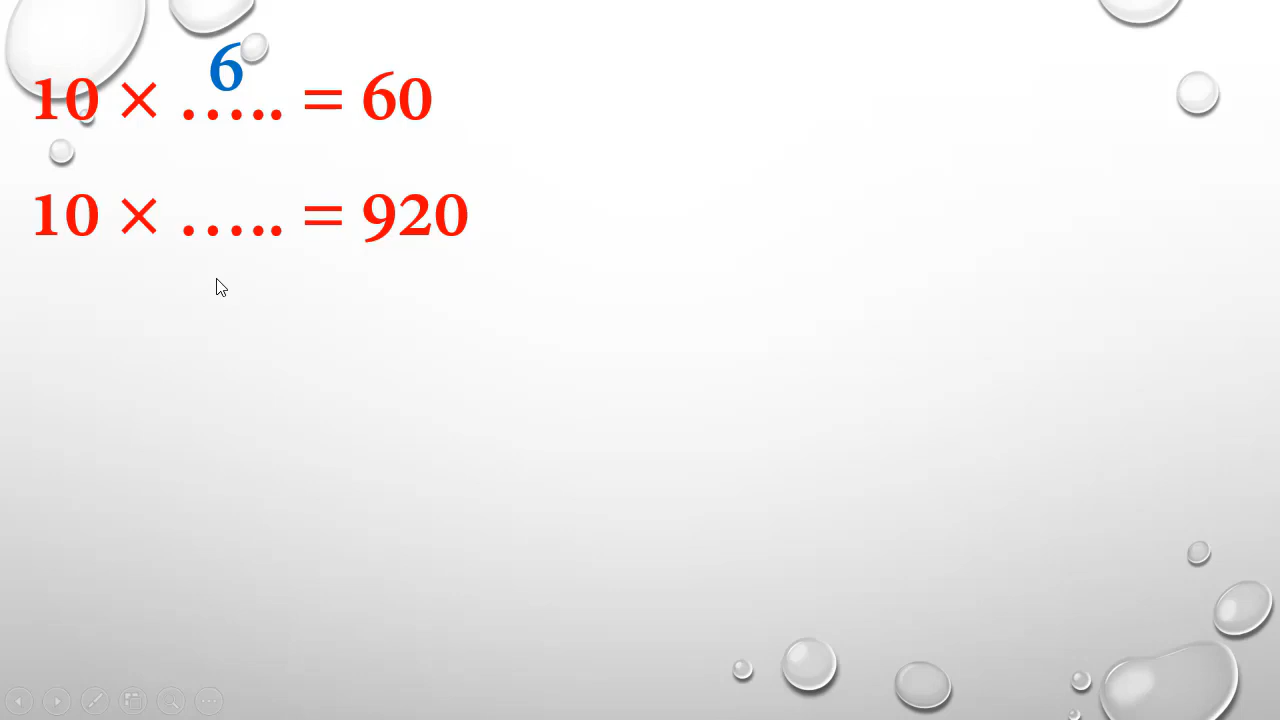 6
10 × ..... = 60
10 × ..... = 920